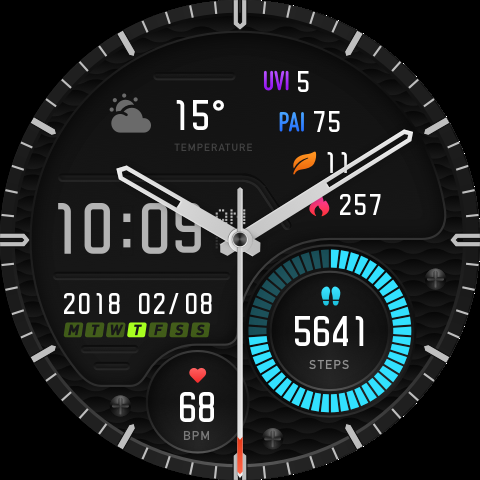 UVI 5
15°
PAI 75
TEMPERATURE
11
257
10:09
2018 02/08
M T W T F S S
5641
STEPS
68
BPM